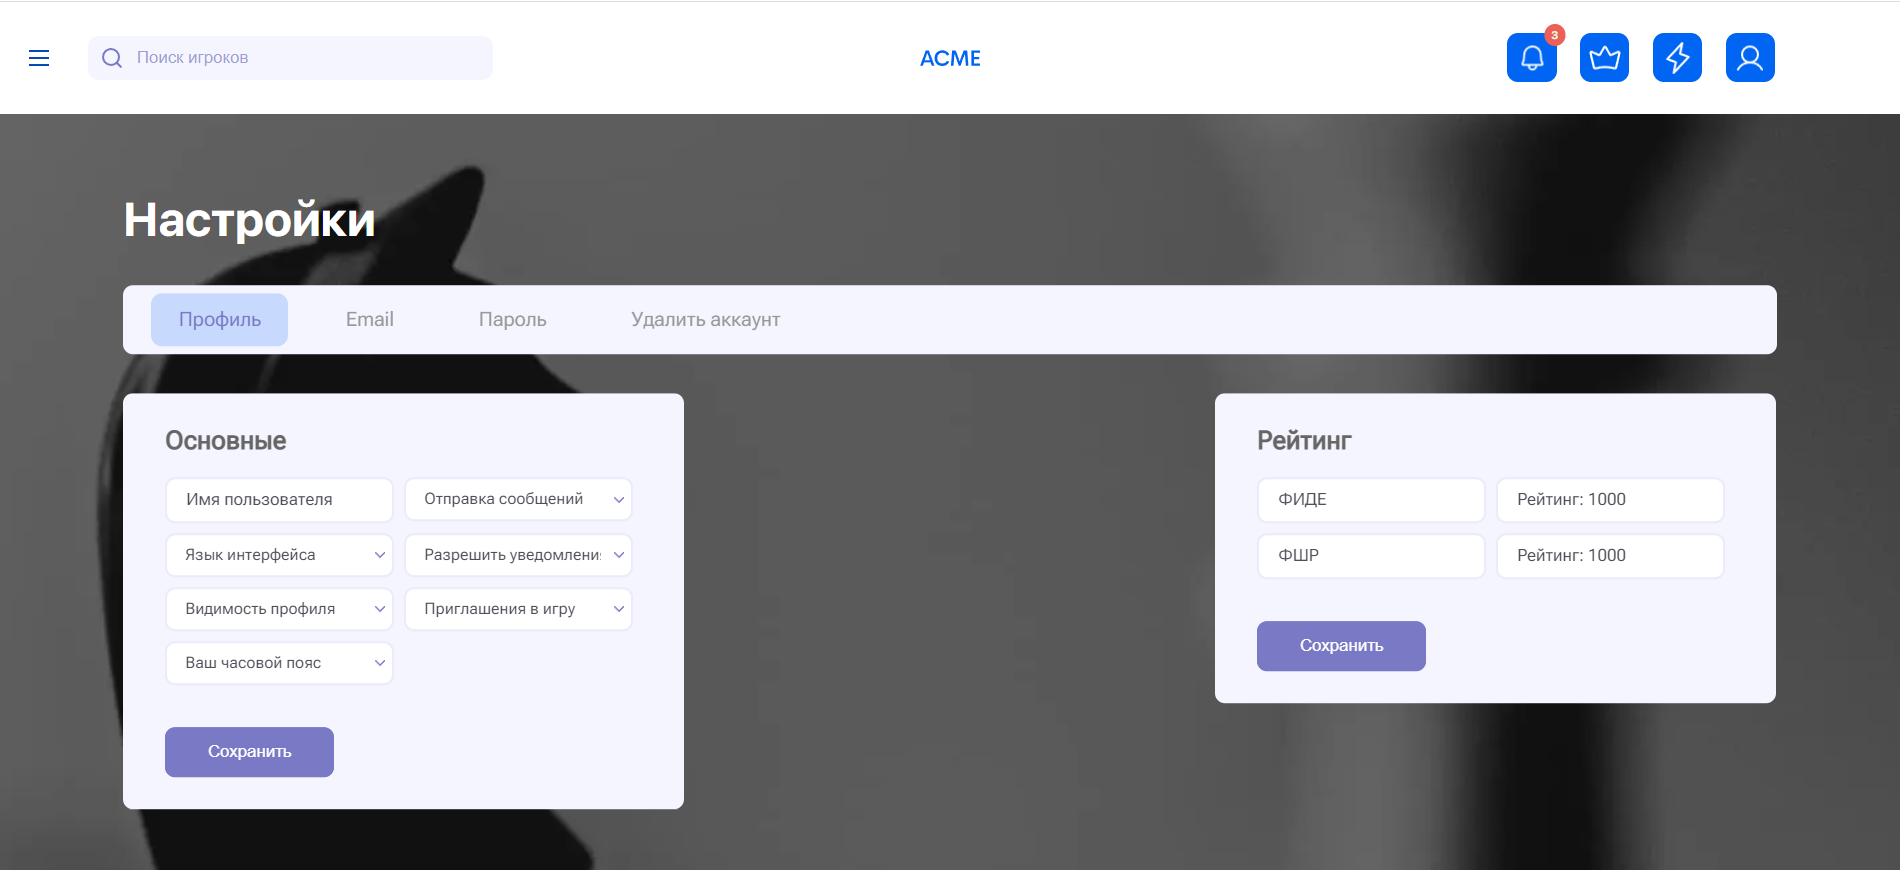 Поиск игроков
ACME
3
Настройки
Профиль Email Пароль Удалить аккаунт
Основные
Имя пользователя Отправка сообщений
Язык интерфейса Разрешить уведомлени
Видимость профиля Приглашения в игру
Ваш часовой пояс
Сохранить
Рейтинг
ФИДЕ Рейтинг: 1000
ФШР Рейтинг: 1000
Сохранить